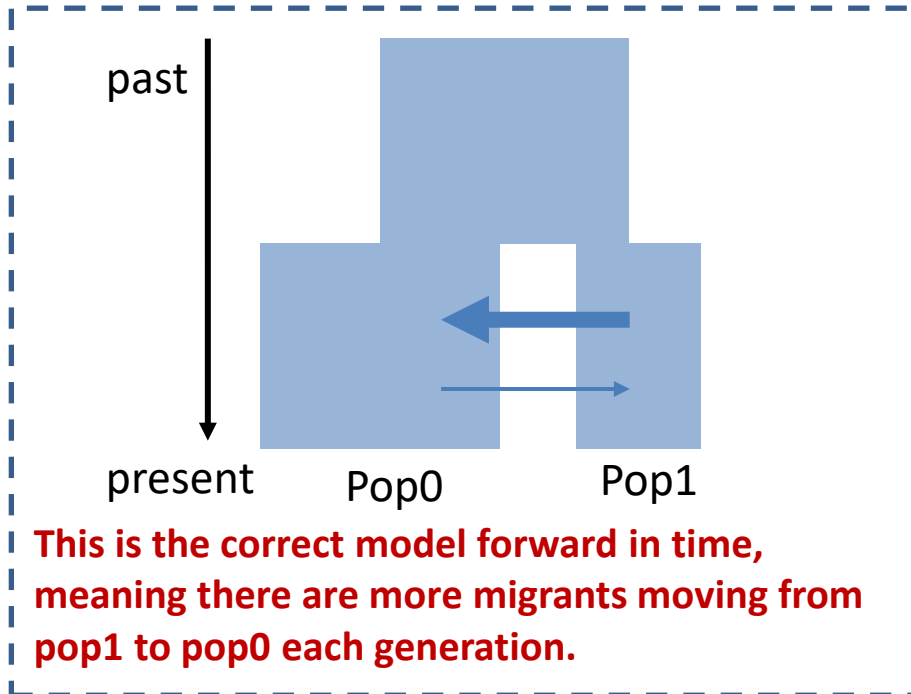 past
present
Pop0
Pop1
This is the correct model forward in time,
meaning there are more migrants moving from
pop1 to pop0 each generation.